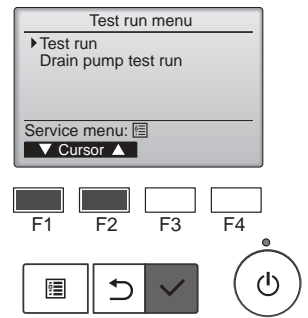 Test run menu
Test run
Drain pump test run
Service menu:
▼ Cursor ▲
F1 F2 F3 F4